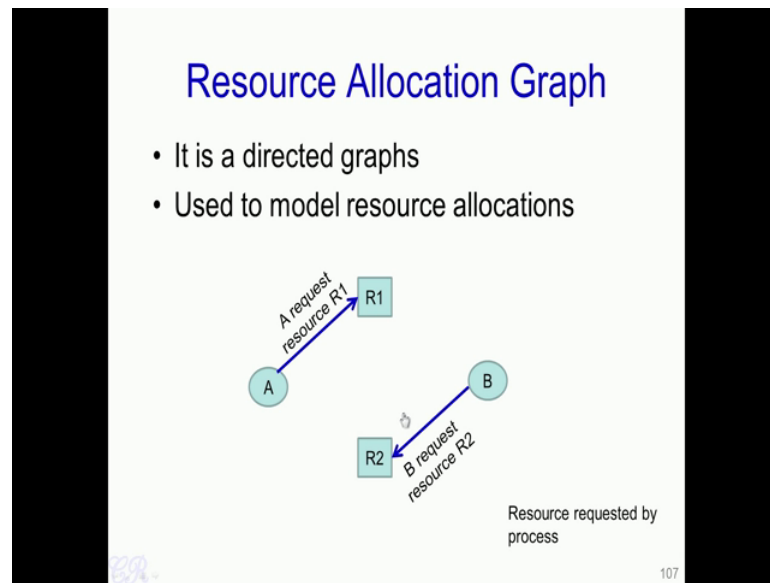 Resource Allocation Graph
• It is a directed graphs
• Used to model resource allocations
A request
resource R1
R1
A
B
R2
B request
resource R2
Resource requested by
process
CR
107